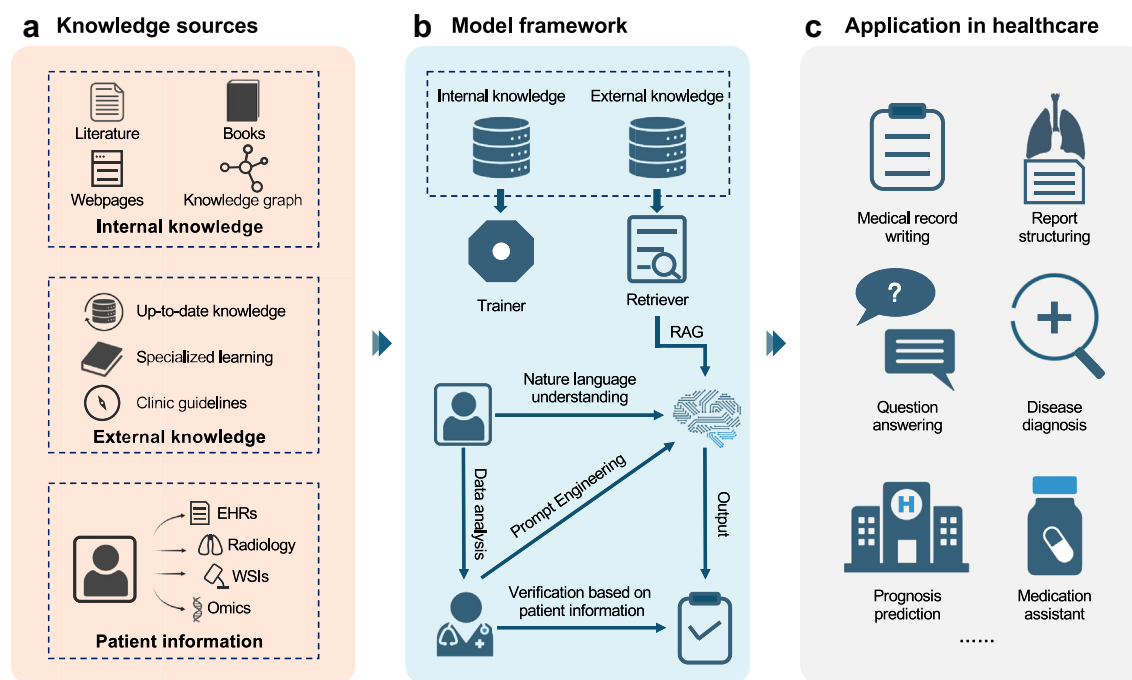 a Knowledge sources
Literature
Books
Webpages
Knowledge graph
Internal knowledge
Up-to-date knowledge
Specialized learning
Clinic guidelines
External knowledge
EHRs
Radiology
WSIs
Omics
Patient information
b Model framework
Internal knowledge
External knowledge
Trainer
Retriever
RAG
Nature language
understanding
Data analysis
Prompt Engineering
Output
Verification based on
patient information
c Application in healthcare
Medical record
writing
Report
structuring
?
Question
answering
Disease
diagnosis
H
Prognosis
prediction
Medication
assistant
......